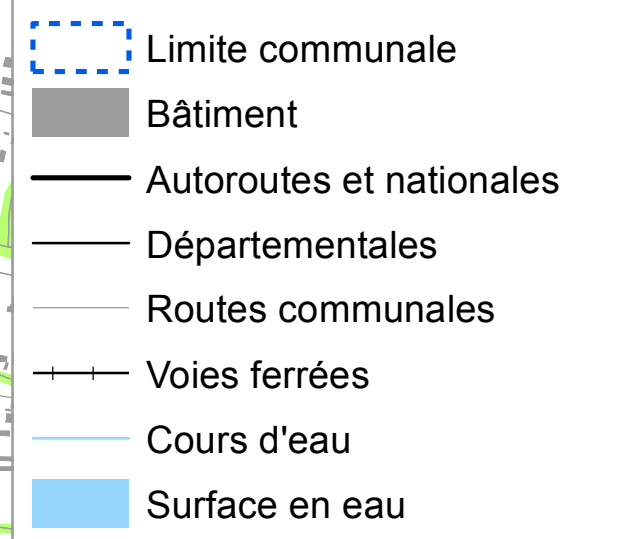 Limite communale
Bâtiment
Autoroutes et nationales
Départementales
Routes communales
Voies ferrées
Cours d'eau
Surface en eau